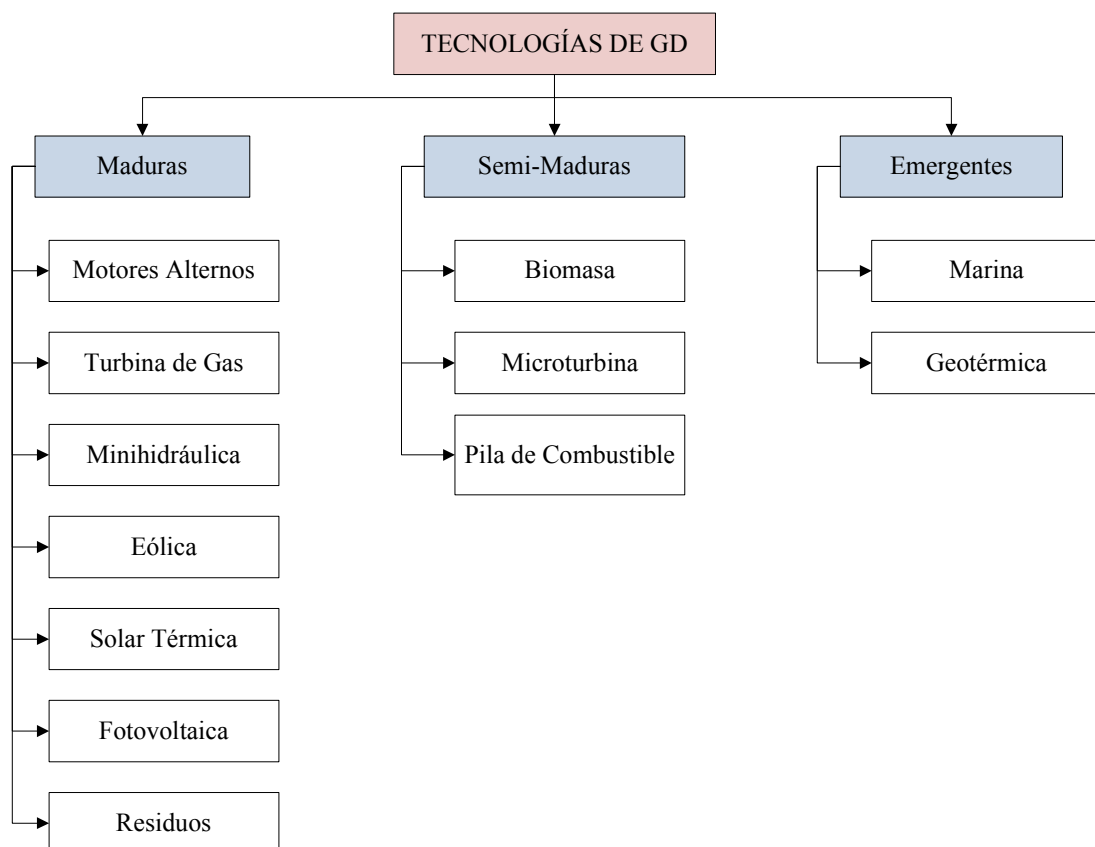 TECNOLOGÍAS DE GD
Maduras
Semi-Maduras
Emergentes
Motores Alternos
Biomasa
Marina
Turbina de Gas
Microturbina
Geotérmica
Minihidráulica
Pila de Combustible
Eólica
Solar Térmica
Fotovoltaica
Residuos